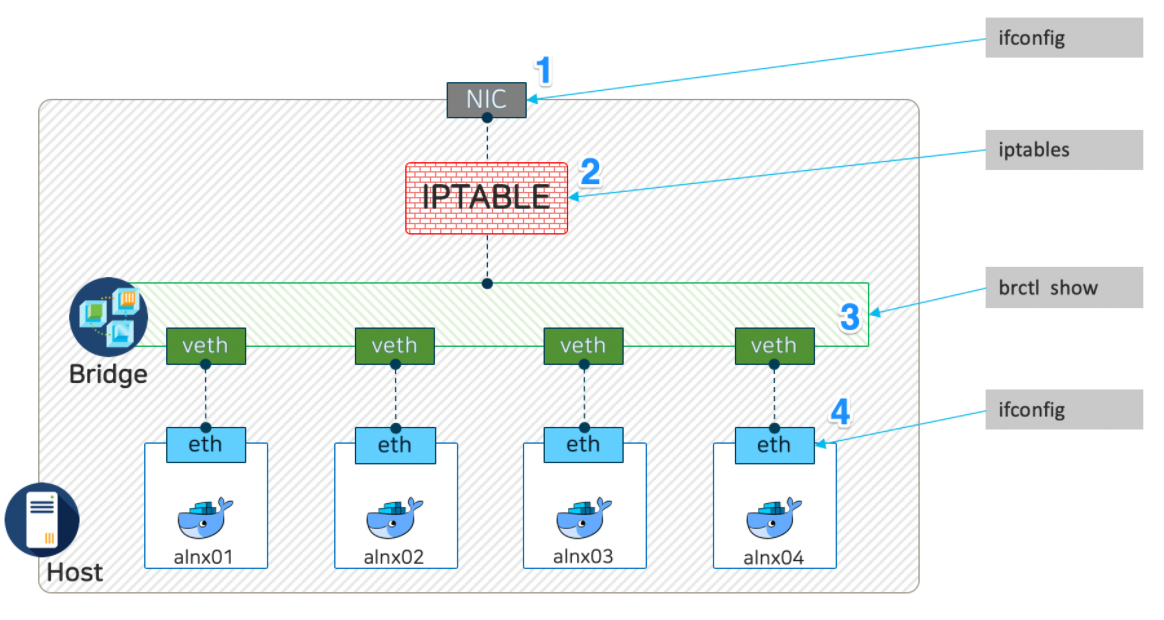 ifconfig
1
NIC
iptables
2
IPTABLE
brctl show
3
veth veth veth veth
Bridge
ifconfig
4
eth eth eth eth
alnx01 alnx02 alnx03 alnx04
Host